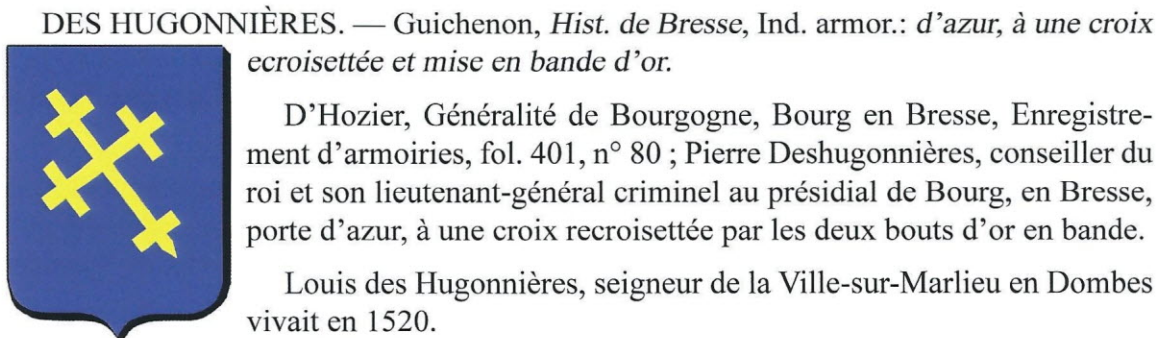 DES HUGONNIÈRES. — Guichenon, Hist. de Bresse, Ind. armor.: d’azur, à une croix
ecroisettée et mise en bande d’or.
D’Hozier, Généralité de Bourgogne, Bourg en Bresse, Enregistre-
ment d’armoiries, fol. 401, n° 80 ; Pierre Deshugonnières, conseiller du
roi et son lieutenant-général criminel au présidial de Bourg, en Bresse,
porte d’azur, à une croix recroisettée par les deux bouts d’or en bande.
Louis des Hugonnières, seigneur de la Ville-sur-Marlieu en Dombes
vivait en 1520.